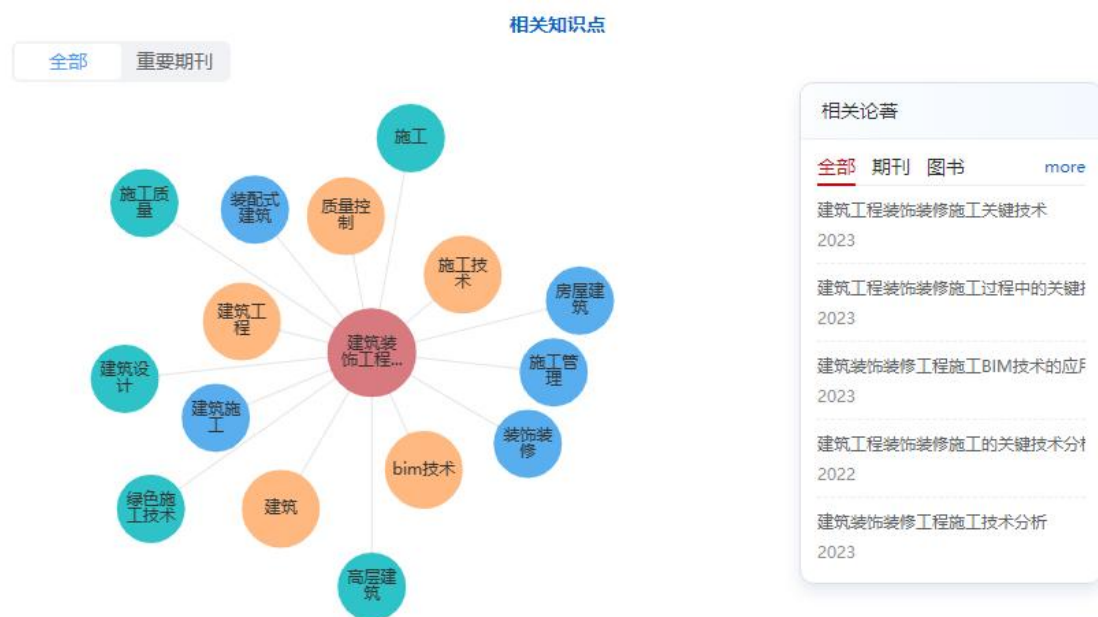 相关知识点
全部
重要期刊
施工
施工质
量
装配式
建筑
质量控
制
施工技
术
房屋建
筑
建筑工
程
建筑装
饰工程...
建筑设
计
施工管
理
建筑施
工
装饰装
修
bim技术
绿色施
工技术
建筑
高层建
筑
相关论著
全部 期刊 图书 more
建筑工程装饰装修施工关键技术
2023
建筑工程装饰装修施工过程中的关键技
2023
建筑装饰装修工程施工BIM技术的应用
2023
建筑工程装饰装修施工的关键技术分析
2022
建筑装饰装修工程施工技术分析
2023